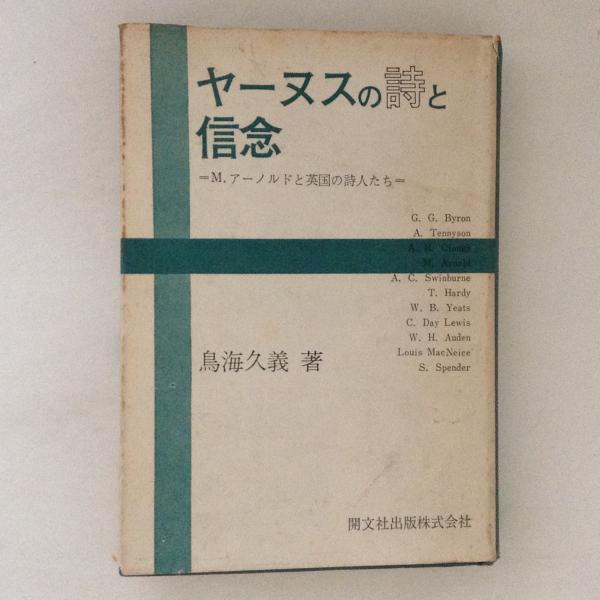 ヤーヌスの詩と
信念
=M. アーノルドと英国の詩人たち=
G. G. Byron
A. Tennyson
A. H. Clough
M. Arnold
A. C. Swinburne
T. Hardy
W. B. Yeats
C. Day Lewis
W. H. Auden
Louis MacNeice
S. Spender
鳥海久義 著
開文社出版株式会社